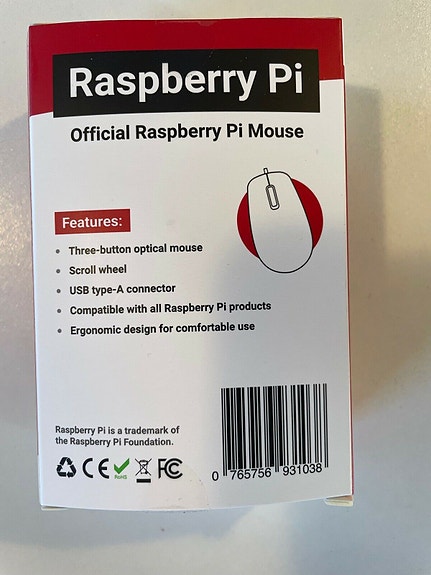 Raspberry Pi
Official Raspberry Pi Mouse
Features:
• Three-button optical mouse
• Scroll wheel
• USB type-A connector
• Compatible with all Raspberry Pi products
• Ergonomic design for comfortable use
Raspberry Pi is a trademark of
the Raspberry Pi Foundation.
CE RoHS FC
0 765756 931038